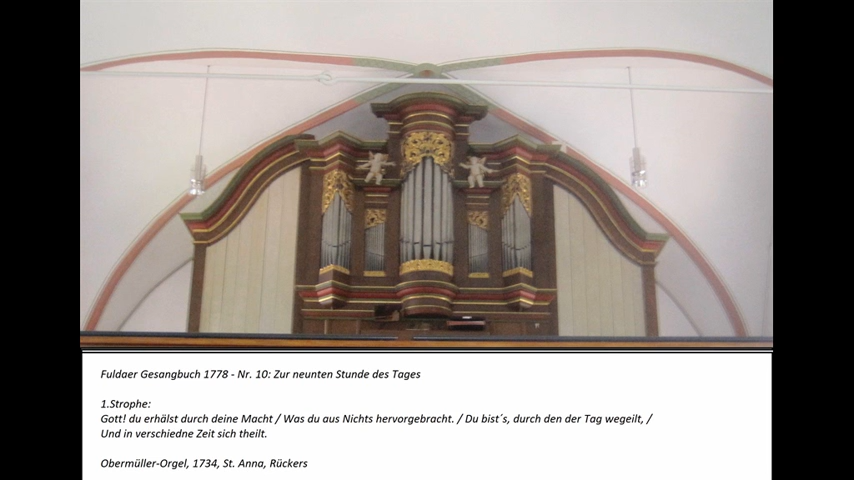 Fuldaer Gesangbuch 1778 - Nr. 10: Zur neunten Stunde des Tages
1.Strophe:
Gott! du erhälst durch deine Macht / Was du aus Nichts hervorgebracht. / Du bist´s, durch den der Tag wegeilt, /
Und in verschiedne Zeit sich theilt.
Obermüller-Orgel, 1734, St. Anna, Rückers